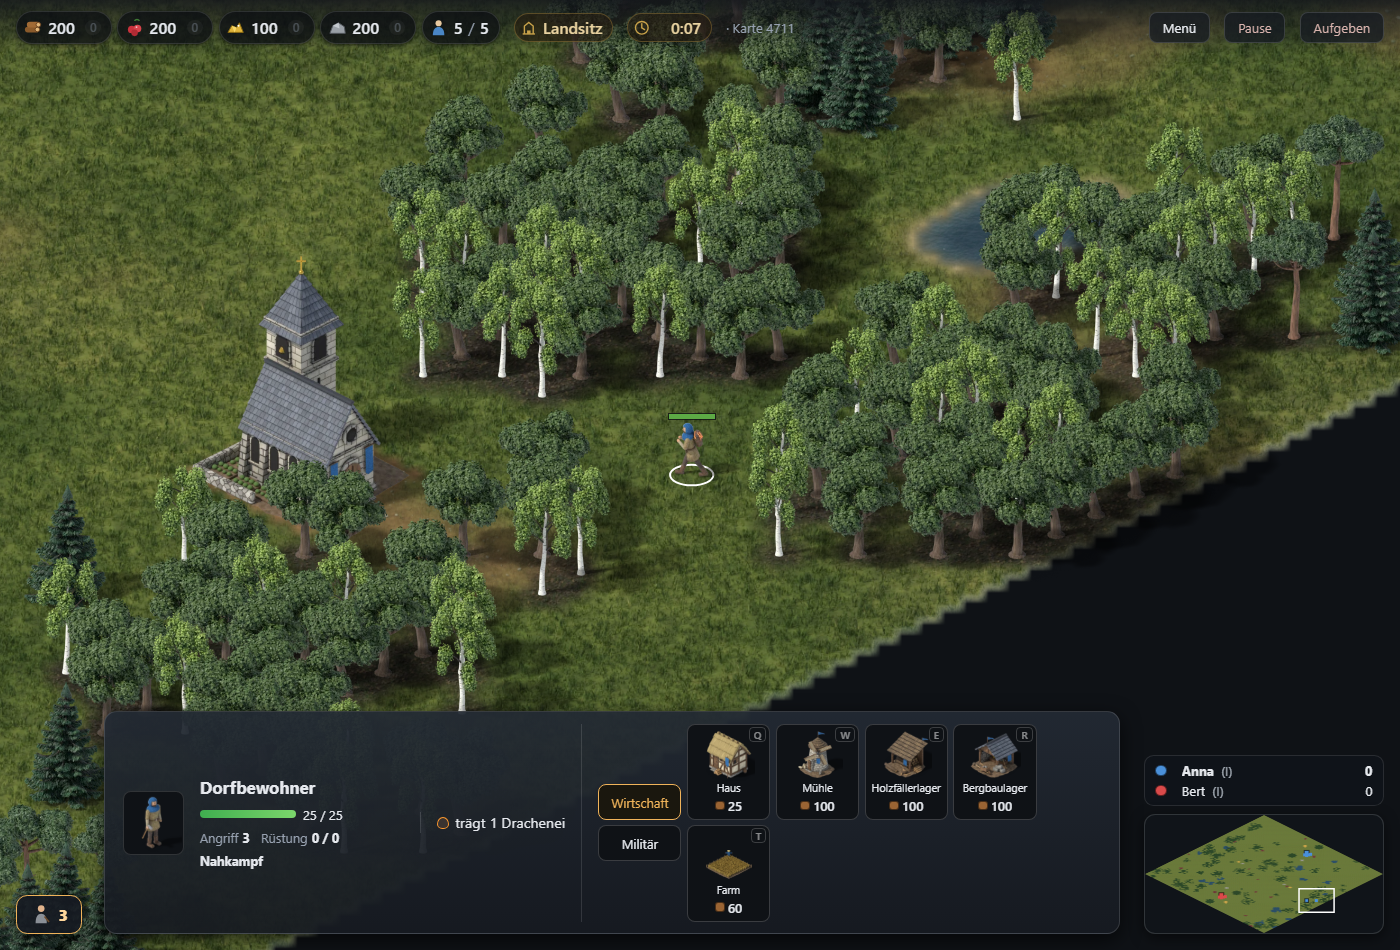 200 0 200 0 100 0 200 0 5 / 5 Landsitz 0:07 · Karte 4711 Menü Pause Aufgeben
Dorfbewohner
25 / 25
Angriff 3 Rüstung 0 / 0
Nahkampf
trägt 1 Drachenei
Wirtschaft
Militär
Q
Haus
25
W
Mühle
100
E
Holzfällerlager
100
R
Bergbaulager
100
T
Farm
60
Anna (I) 0
Bert (I) 0
3